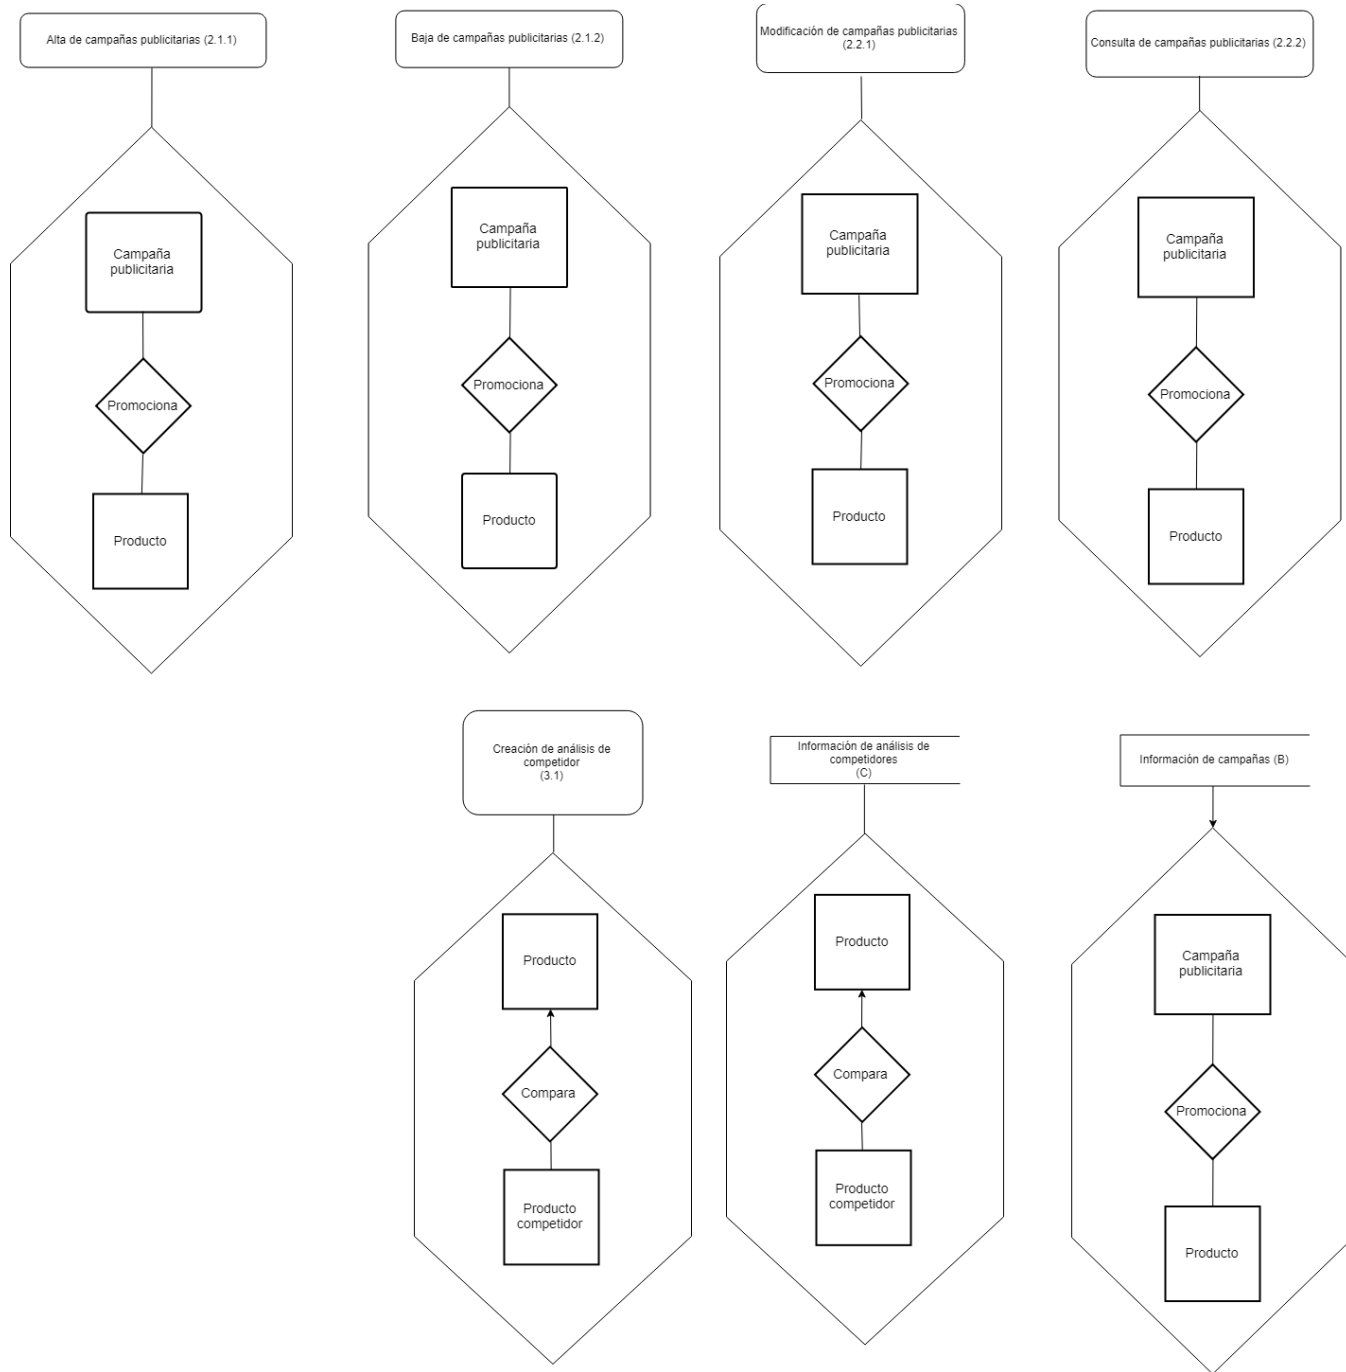 Alta de campañas publicitarias (2.1.1)
Baja de campañas publicitarias (2.1.2)
Modificación de campañas publicitarias
(2.2.1)
Consulta de campañas publicitarias (2.2.2)
Campaña
publicitaria
Promociona
Producto
Campaña
publicitaria
Promociona
Producto
Campaña
publicitaria
Promociona
Producto
Campaña
publicitaria
Promociona
Producto
Creación de análisis de
competidor
(3.1)
Información de análisis de
competidores
(C)
Información de campañas (B)
Producto
Compara
Producto
competidor
Producto
Compara
Producto
competidor
Campaña
publicitaria
Promociona
Producto